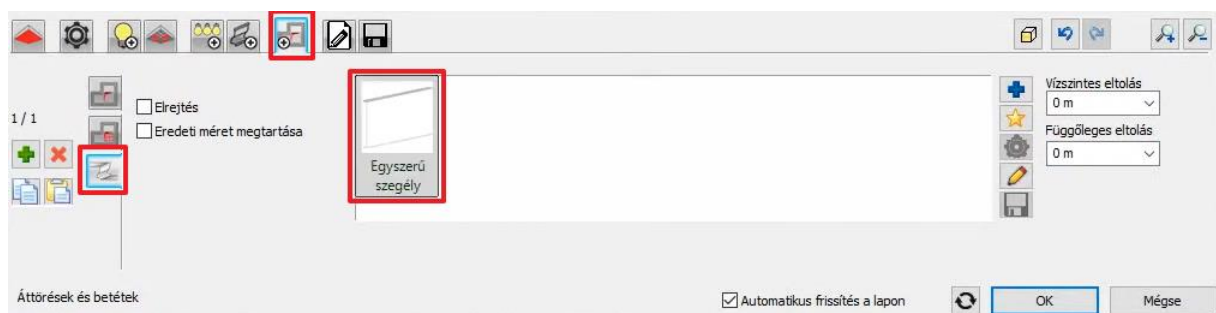 1 / 1
Elrejtés
Eredeti méret megtartása
Egyszerű
szegély
Vízszintes eltolás
0 m
Függőleges eltolás
0 m
Áttörések és betétek
Automatikus frissítés a lapon
OK
Mégse